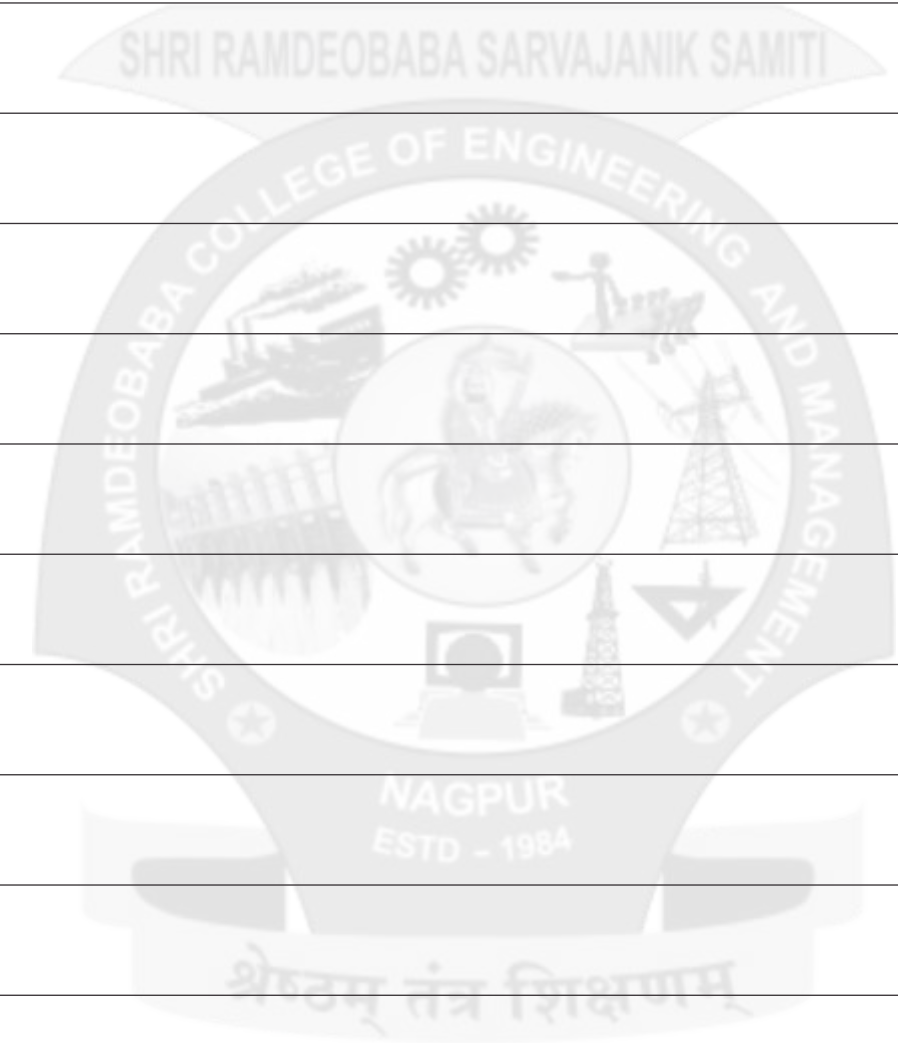 SHRI RAMDEOBABA SARVAJANIK SAMITI
SHRI RAMDEOBABA COLLEGE OF ENGINEERING AND MANAGEMENT
NAGPUR
ESTD - 1984
श्रेष्ठम् तंत्र शिक्षणम्